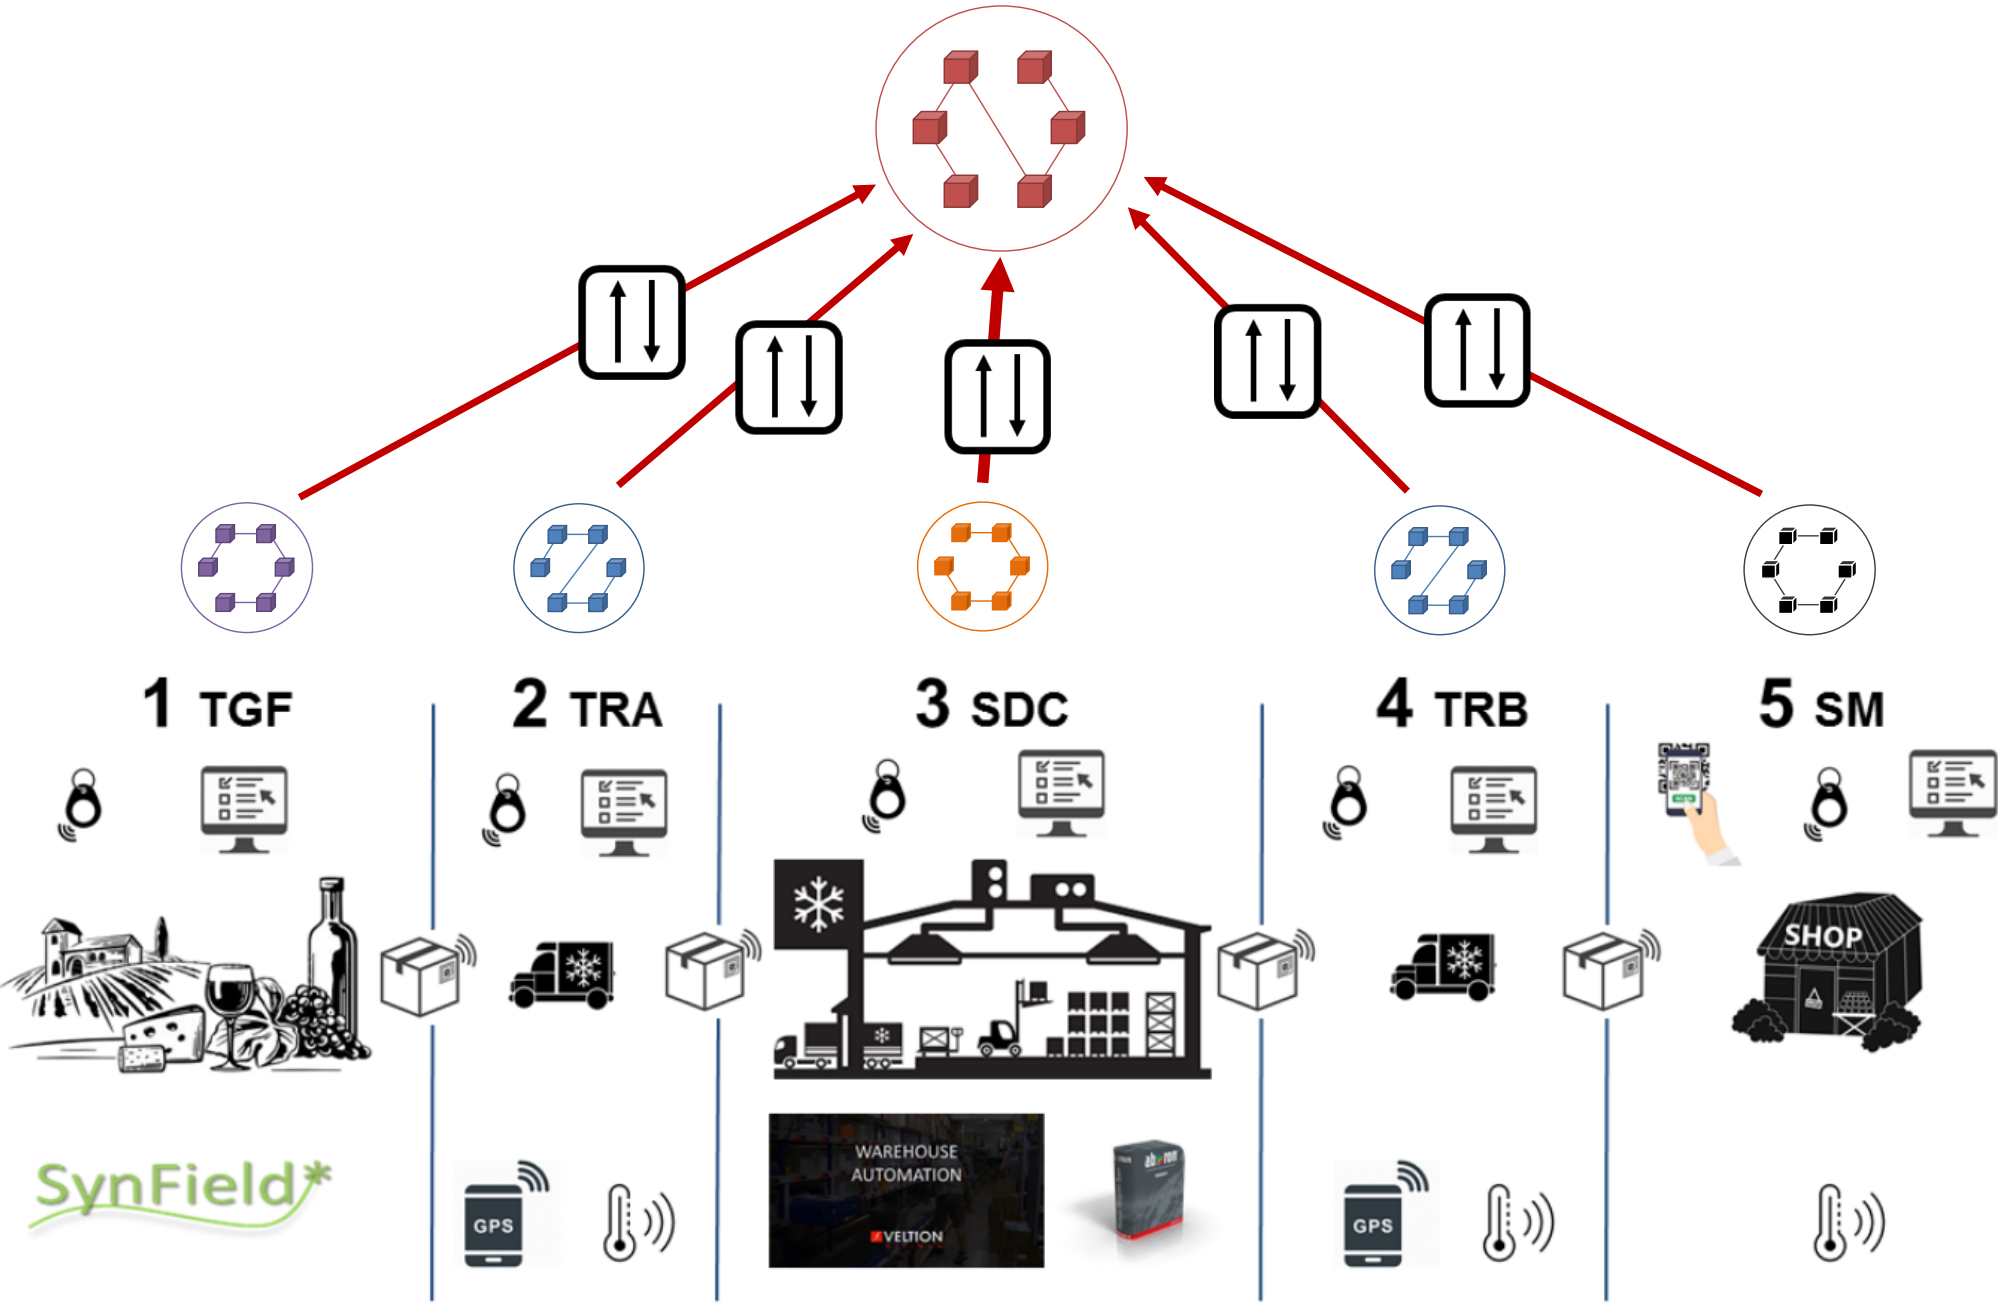 1 TGF
2 TRA
3 SDC
4 TRB
5 SM
SHOP
SynField*
GPS
WAREHOUSE
AUTOMATION
VELTION
GPS